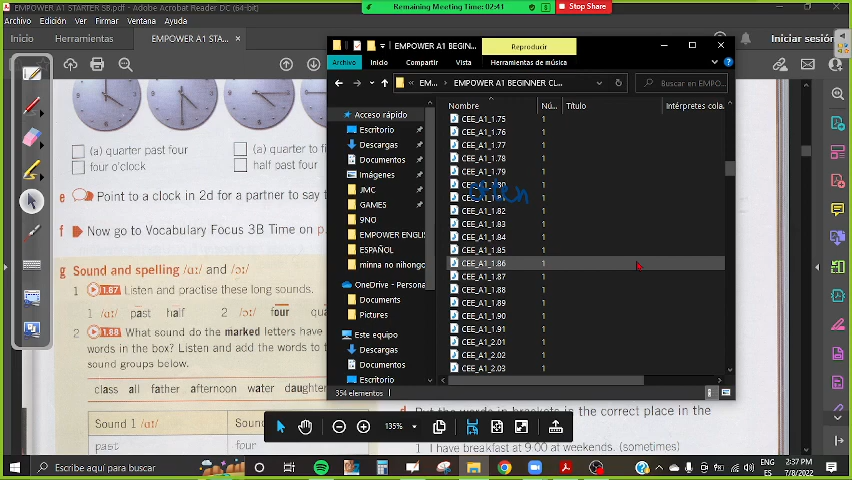 EMPOWER A1 STARTER SB.pdf - Adobe Acrobat Reader DC (64-bit)
Remaining Meeting Time: 02:41
Stop Share
Archivo Edición Ver Firmar Ventana Ayuda
Inicio Herramientas EMPOWER A1 STA... × Iniciar sesión
EMPOWER A1 BEGIN... Reproducir
Archivo Inicio Compartir Vista Herramientas de música
EM... EMPOWER A1 BEGINNER CL... Buscar en EMPO...
Nombre Nú... Título Intérpretes cola
Acceso rápido
Escritorio
Descargas
Documentos
Imágenes
JMC
GAMES
9NO
EMPOWER ENGLI
ESPAÑOL
minna no nihongo
OneDrive - Persona
Documents
Pictures
Este equipo
Descargas
Documentos
Escritorio
CEE_A1_1.75 1
CEE_A1_1.76 1
CEE_A1_1.77 1
CEE_A1_1.78 1
CEE_A1_1.79 1
CEE_A1_1.80 1
CEE_A1_1.81 1
CEE_A1_1.82 1
CEE_A1_1.83 1
CEE_A1_1.84 1
CEE_A1_1.85 1
CEE_A1_1.86 1
CEE_A1_1.87 1
CEE_A1_1.88 1
CEE_A1_1.89 1
CEE_A1_1.90 1
CEE_A1_1.91 1
CEE_A1_2.01 1
CEE_A1_2.02 1
CEE_A1_2.03 1
354 elementos
(a) quarter past four (a) quarter to fi
four o'clock half past four
e Point to a clock in 2d for a partner to say t
f Now go to Vocabulary Focus 3B Time on p.
g Sound and spelling /ɑː/ and /ɔː/
1 1.87 Listen and practise these long sounds.
1 /ɑː/ past half 2 /ɔː/ four qua
2 1.88 What sound do the marked letters have
words in the box? Listen and add the words to t
sound groups below.
class all father afternoon water daug
Sound 1 /ɑː/ Soun
past four
135%
d Put the words in brackets in the correct place in the
1 I have breakfast at 9:00 at weekends. (sometimes)
Escribe aquí para buscar
ENG
ES
2:37 PM
7/8/2022